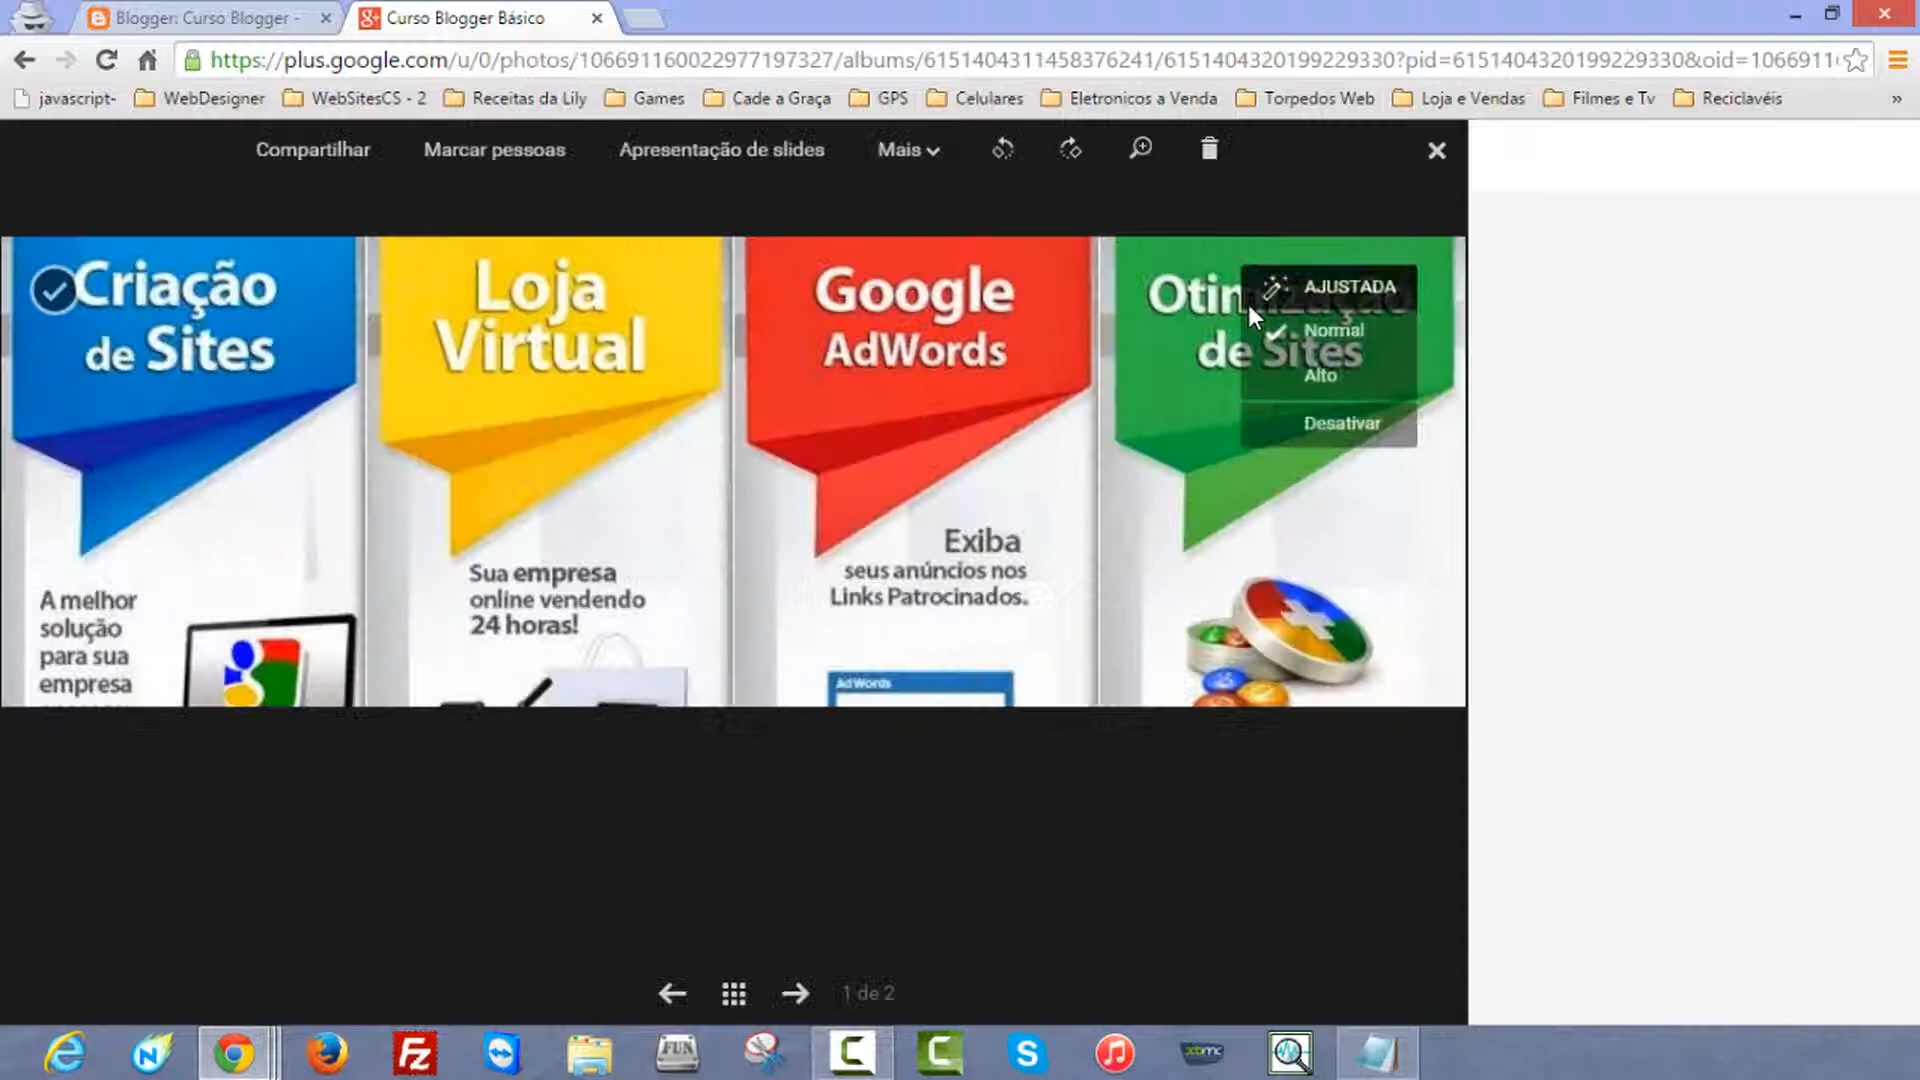 Blogger: Curso Blogger -
Curso Blogger Básico
https://plus.google.com/u/0/photos/106691160022977197327/albums/6151404311458376241/6151404320199229330?pid=6151404320199229330&oid=1066911
javascript-
WebDesigner
WebSitesCS - 2
Receitas da Lily
Games
Cade a Graça
GPS
Celulares
Eletronicos a Venda
Torpedos Web
Loja e Vendas
Filmes e Tv
Reciclavéis
»
Compartilhar
Marcar pessoas
Apresentação de slides
Mais
Criação
de Sites
Loja
Virtual
Google
AdWords
de Sites
AJUSTADA
Normal
Alto
Desativar
A melhor
solução
para sua
empresa
Sua empresa
online vendendo
24 horas!
Exiba
seus anúncios nos
Links Patrocinados.
AdWords
1 de 2
FUN